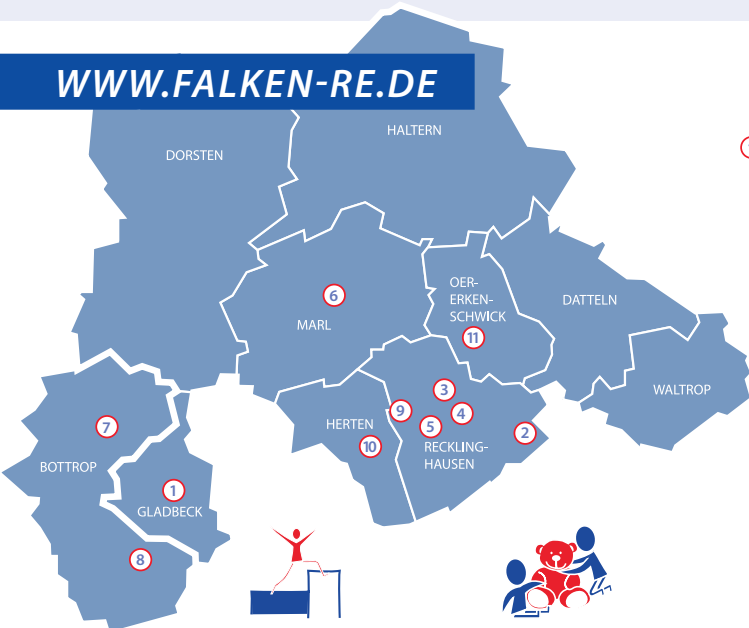 WWW.FALKEN-RE.DE
HALTERN
DORSTEN
OER-
ERKEN-
SCHWICK
11
DATTELN
6
MARL
WALTROP
3
9
4
5
2
RECKLING-
HAUSEN
HERTEN
10
7
BOTTROP
1
GLADBECK
8